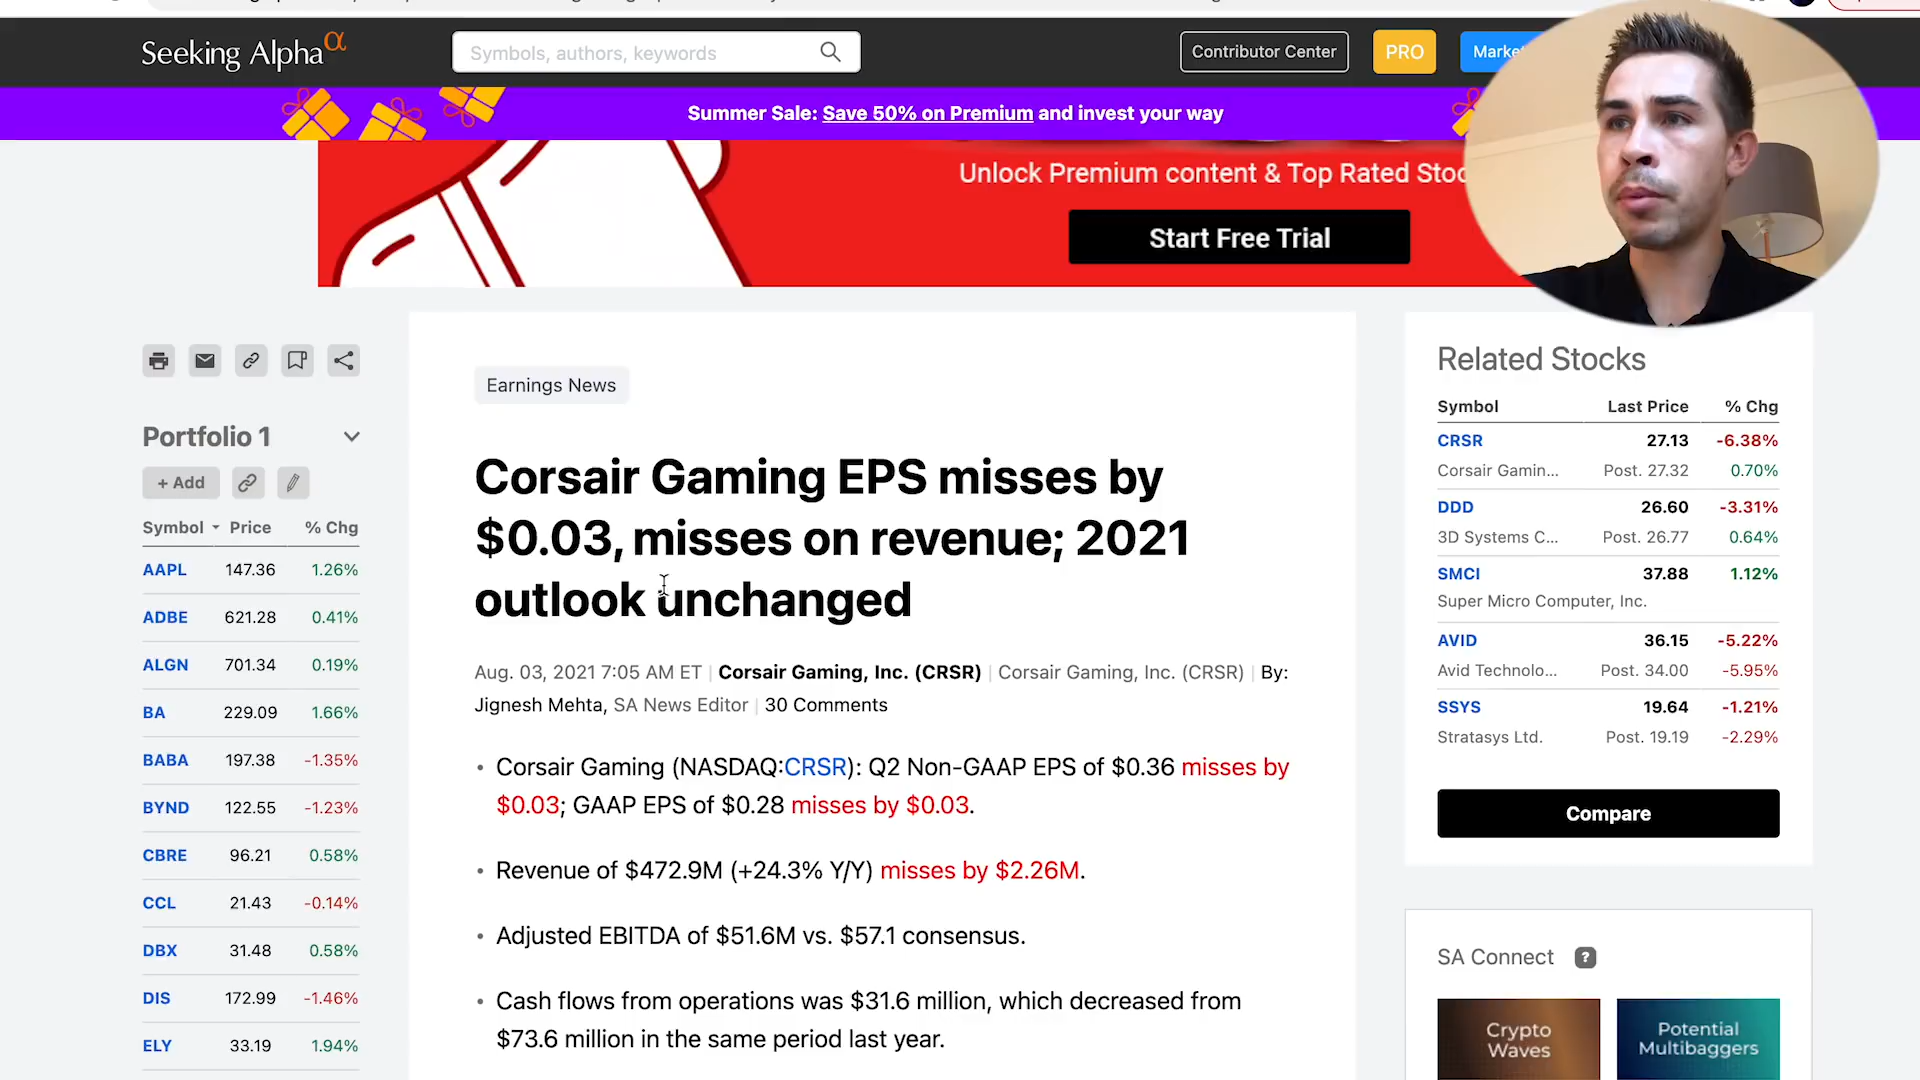 Seeking Alpha α
Symbols, authors, keywords
Contributor Center
PRO
Summer Sale: Save 50% on Premium and invest your way
Unlock Premium content & Top Rated
Start Free Trial
Portfolio 1
+ Add
Symbol Price % Chg
AAPL 147.36 1.26%
ADBE 621.28 0.41%
ALGN 701.34 0.19%
BA 229.09 1.66%
BABA 197.38 -1.35%
BYND 122.55 -1.23%
CBRE 96.21 0.58%
CCL 21.43 -0.14%
DBX 31.48 0.58%
DIS 172.99 -1.46%
ELY 33.19 1.94%
Earnings News
Corsair Gaming EPS misses by
$0.03, misses on revenue; 2021
outlook unchanged
Aug. 03, 2021 7:05 AM ET | Corsair Gaming, Inc. (CRSR) | Corsair Gaming, Inc. (CRSR) | By:
Jignesh Mehta, SA News Editor | 30 Comments
• Corsair Gaming (NASDAQ:CRSR): Q2 Non-GAAP EPS of $0.36 misses by
$0.03; GAAP EPS of $0.28 misses by $0.03.
• Revenue of $472.9M (+24.3% Y/Y) misses by $2.26M.
• Adjusted EBITDA of $51.6M vs. $57.1 consensus.
• Cash flows from operations was $31.6 million, which decreased from
$73.6 million in the same period last year.
Related Stocks
Symbol Last Price % Chg
CRSR 27.13 -6.38%
Corsair Gamin... Post. 27.32 0.70%
DDD 26.60 -3.31%
3D Systems C... Post. 26.77 0.64%
SMCI 37.88 1.12%
Super Micro Computer, Inc.
AVID 36.15 -5.22%
Avid Technolo... Post. 34.00 -5.95%
SSYS 19.64 -1.21%
Stratasys Ltd. Post. 19.19 -2.29%
Compare
SA Connect ?
Crypto
Waves
Potential
Multibaggers